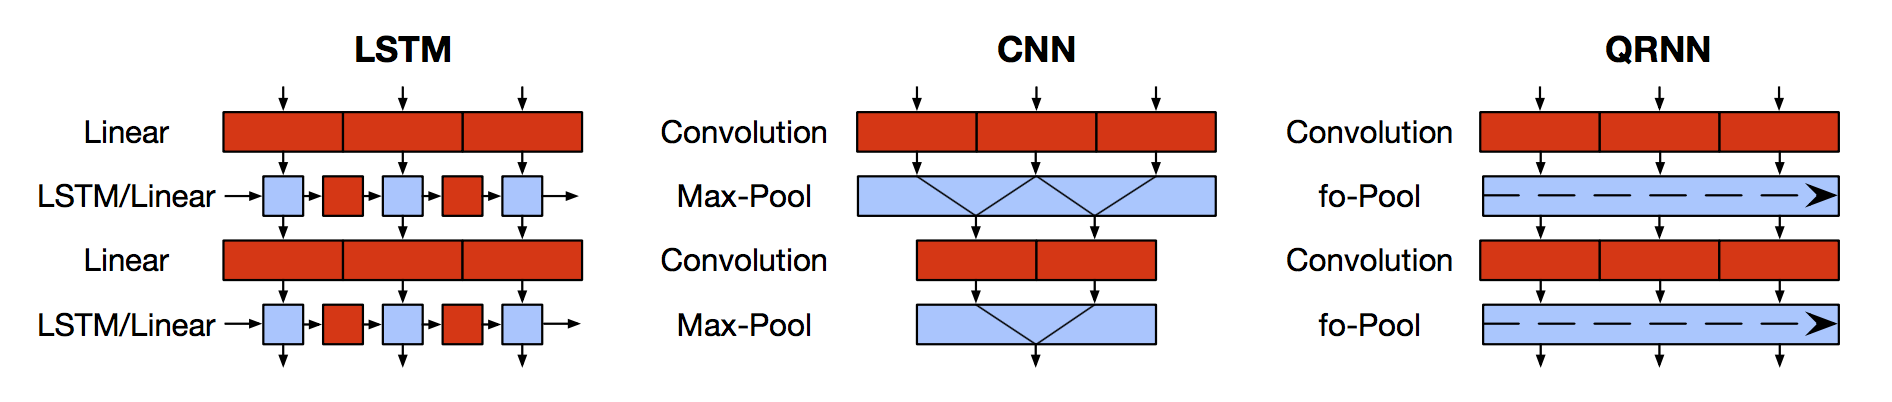 LSTM
Linear
LSTM/Linear
Linear
LSTM/Linear
CNN
Convolution
Max-Pool
Convolution
Max-Pool
QRNN
Convolution
fo-Pool
Convolution
fo-Pool